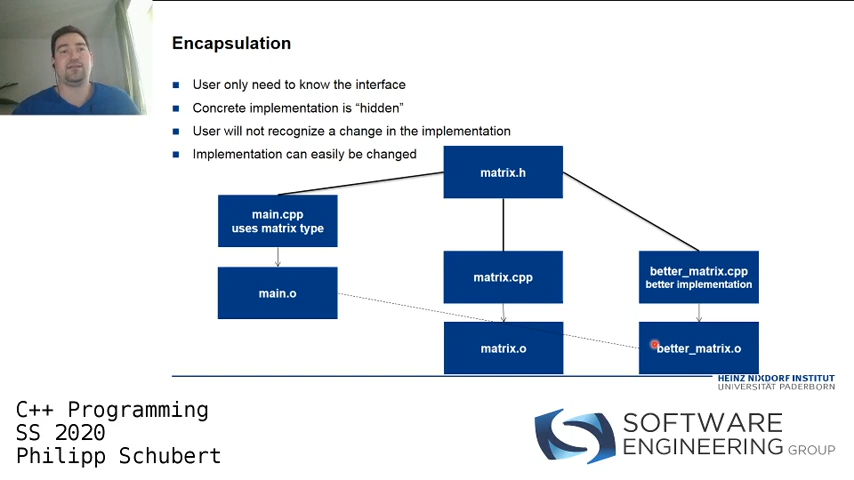 Encapsulation
User only need to know the interface
Concrete implementation is “hidden”
User will not recognize a change in the implementation
Implementation can easily be changed
matrix.h
main.cpp
uses matrix type
matrix.cpp
better_matrix.cpp
better implementation
main.o
matrix.o
better_matrix.o
HEINZ NIXDORF INSTITUT
UNIVERSITÄT PADERBORN
C++ Programming
SS 2020
Philipp Schubert
SOFTWARE
ENGINEERING GROUP